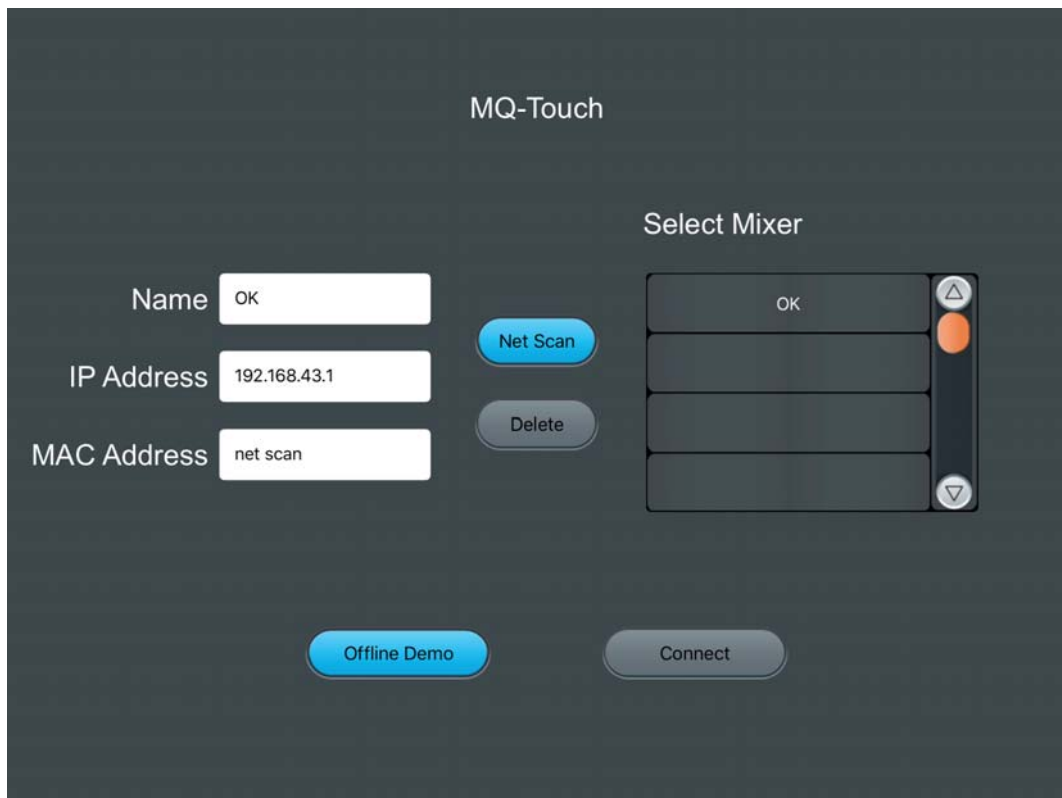 MQ-Touch
Select Mixer
Name OK
IP Address 192.168.43.1
MAC Address net scan
Net Scan
Delete
OK
Offline Demo
Connect